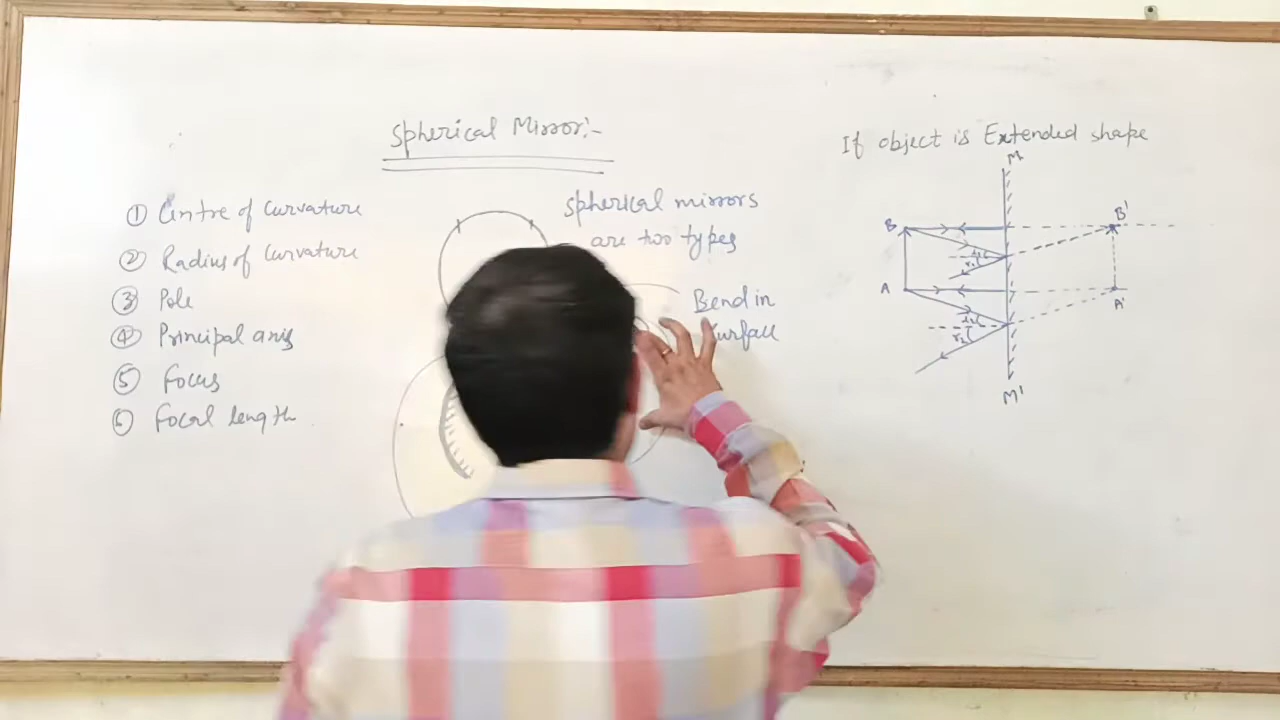 Spherical Mirror:-
① Centre of curvature
② Radius of curvature
③ Pole
④ Principal axis
⑤ Focus
⑥ Focal length
spherical mirrors
are two types
Bend in
If object is Extended shape
M
B
B'
A
A'
M'